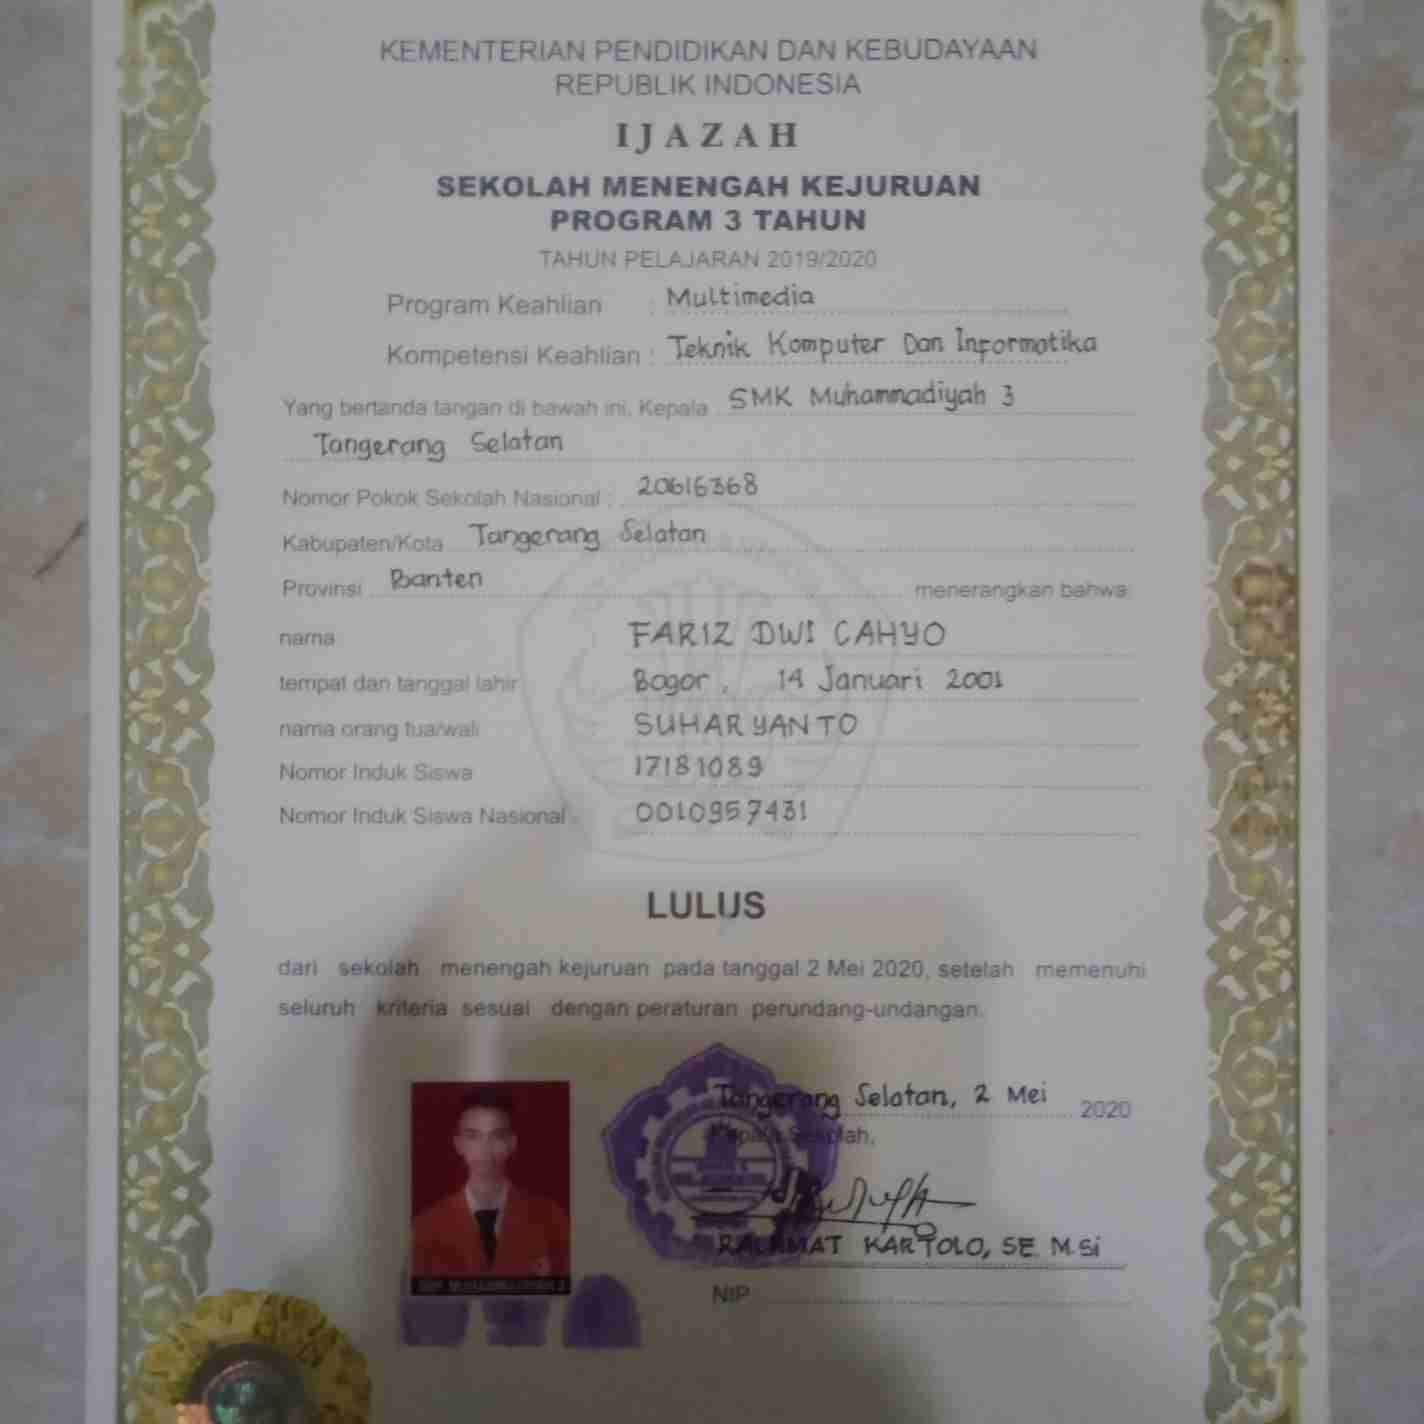 KEMENTERIAN PENDIDIKAN DAN KEBUDAYAAN
REPUBLIK INDONESIA
IJAZAH
SEKOLAH MENENGAH KEJURUAN
PROGRAM 3 TAHUN
TAHUN PELAJARAN 2019/2020
Program Keahlian : Multimedia
Kompetensi Keahlian : Teknik Komputer Dan Informatika
Yang bertanda tangan di bawah ini, Kepala SMK Muhammadiyah 3
Tangerang Selatan
Nomor Pokok Sekolah Nasional : 20616368
Kabupaten/Kota Tangerang Selatan
Provinsi Banten menerangkan bahwa:
nama FARIZ DWI CAHYO
tempat dan tanggal lahir Bogor, 14 Januari 2001
nama orang tua/wali SUHARYANTO
Nomor Induk Siswa 17181089
Nomor Induk Siswa Nasional 0010957431
LULUS
dari sekolah menengah kejuruan pada tanggal 2 Mei 2020, setelah memenuhi
seluruh kriteria sesuai dengan peraturan perundang-undangan.
Tangerang Selatan, 2 Mei 2020
Kepala Sekolah,
RACHMAT KARTOLO, SE. M.Si
NIP